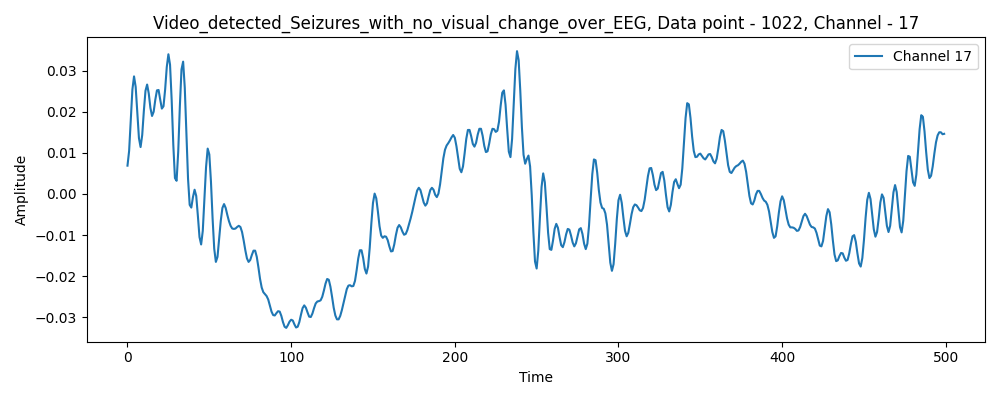 Video_detected_Seizures_with_no_visual_change_over_EEG, Data point - 1022, Channel - 17
Channel 17
Amplitude
0.03
0.02
0.01
0.00
−0.01
−0.02
−0.03
0 100 200 300 400 500
Time